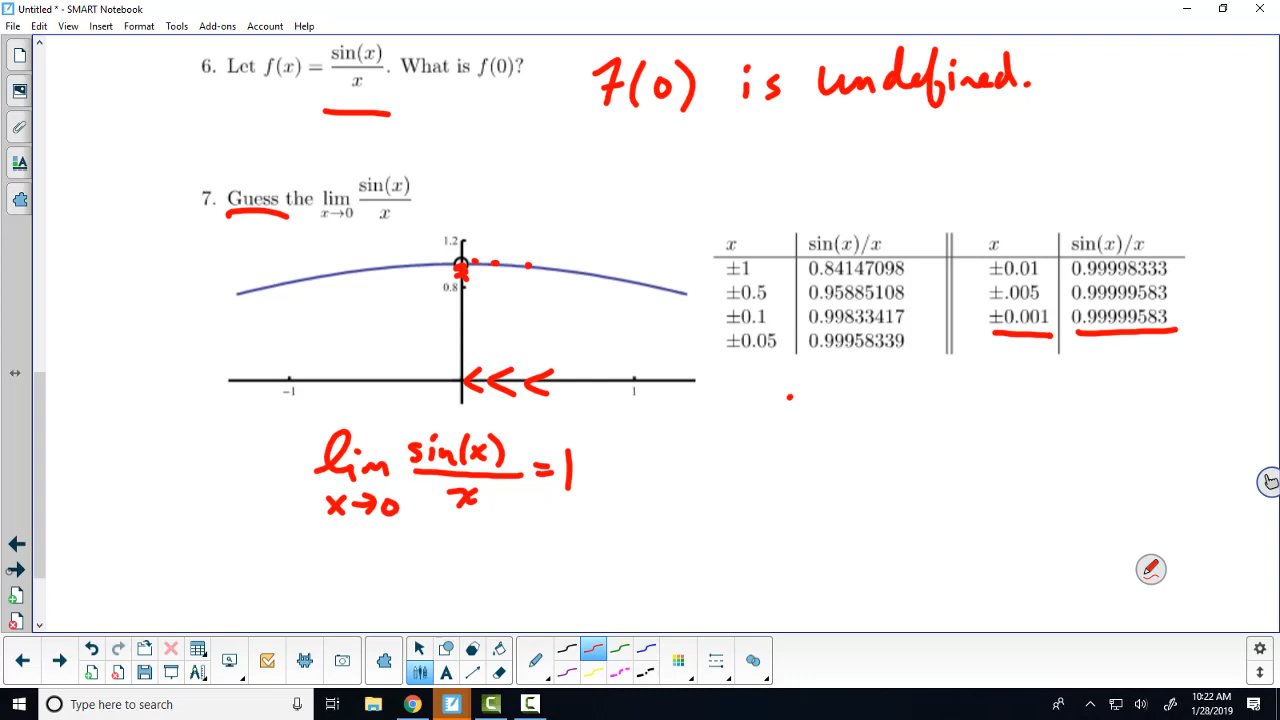 Untitled * - SMART Notebook
File Edit View Insert Format Tools Add-ons Account Help
6. Let f(x) = sin(x)/x. What is f(0)?
f(0) is undefined.
7. Guess the lim x→0 sin(x)/x
1.2
0.8
-1 1
x sin(x)/x x sin(x)/x
±1 0.84147098 ±0.01 0.99998333
±0.5 0.95885108 ±.005 0.99999583
±0.1 0.99833417 ±0.001 0.99999583
±0.05 0.99958339
lim x→0 sin(x)/x = 1
Type here to search
10:22 AM
1/28/2019